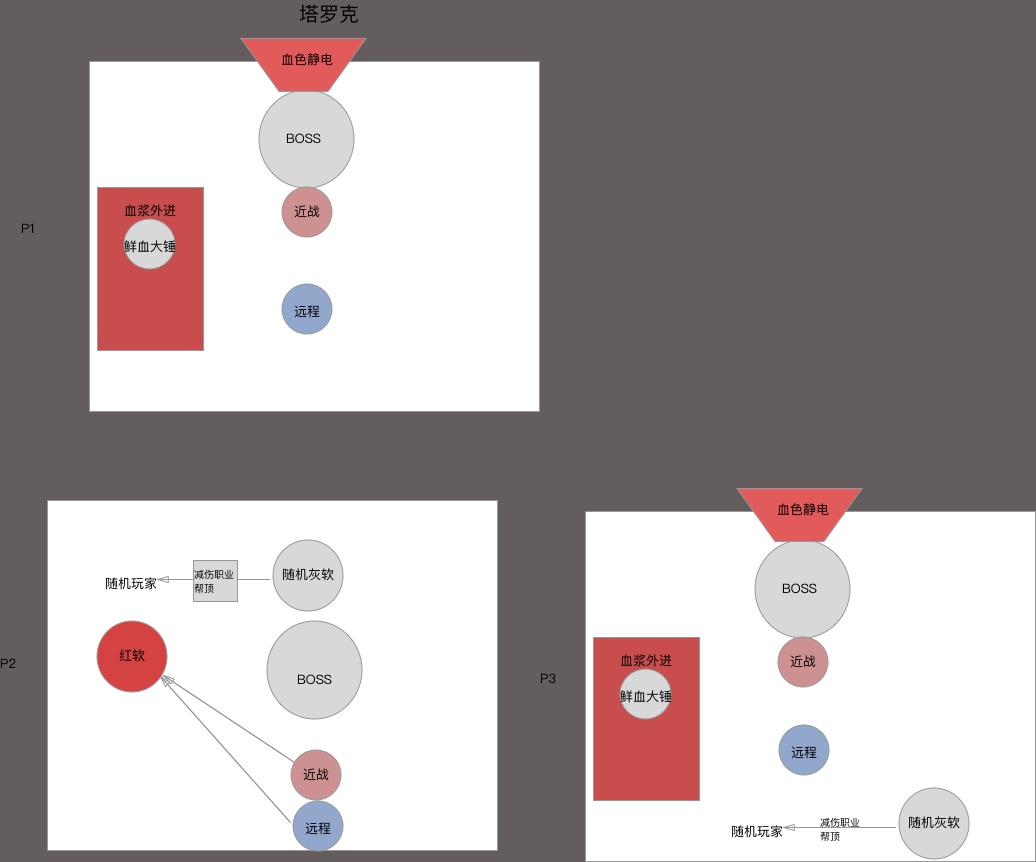 塔罗克
血色静电
BOSS
血浆外进
近战
P1
鲜血大锤
远程
随机灰软
减伤职业
帮顶
随机玩家
红软
P2
BOSS
近战
远程
血色静电
BOSS
血浆外进
近战
P3
鲜血大锤
远程
随机灰软
减伤职业
帮顶
随机玩家